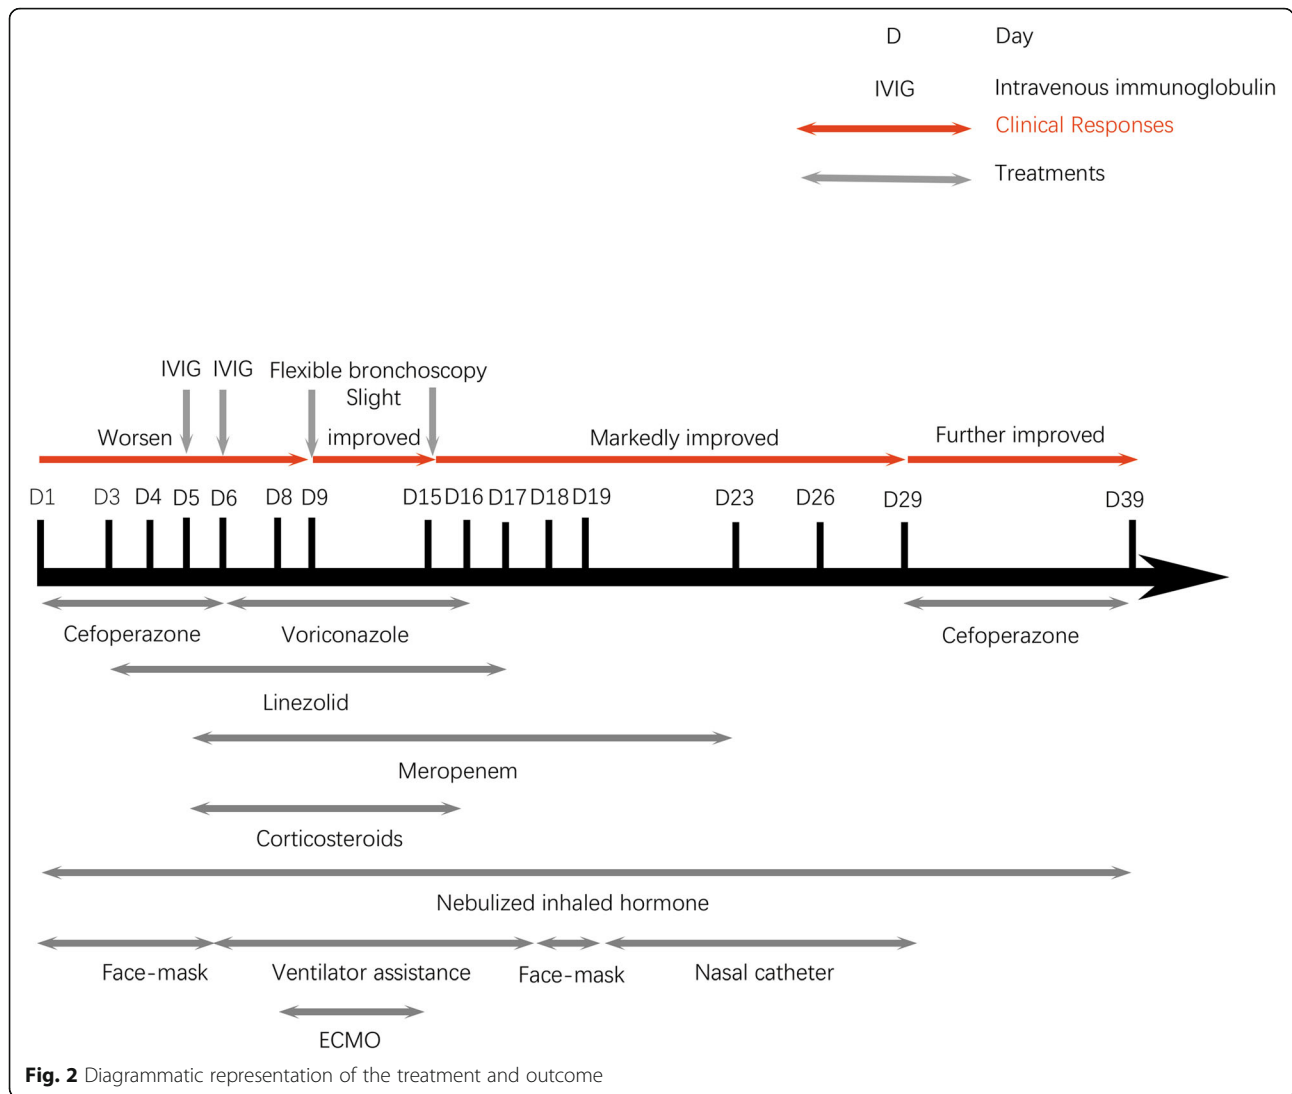 D Day
IVIG Intravenous immunoglobulin
Clinical Responses
Treatments
IVIG IVIG Flexible bronchoscopy
Slight
Worsen improved Markedly improved Further improved
D1 D3 D4 D5 D6 D8 D9 D15 D16 D17 D18 D19 D23 D26 D29 D39
Cefoperazone Voriconazole Cefoperazone
Linezolid
Meropenem
Corticosteroids
Nebulized inhaled hormone
Face-mask Ventilator assistance Face-mask Nasal catheter
ECMO
Fig. 2 Diagrammatic representation of the treatment and outcome